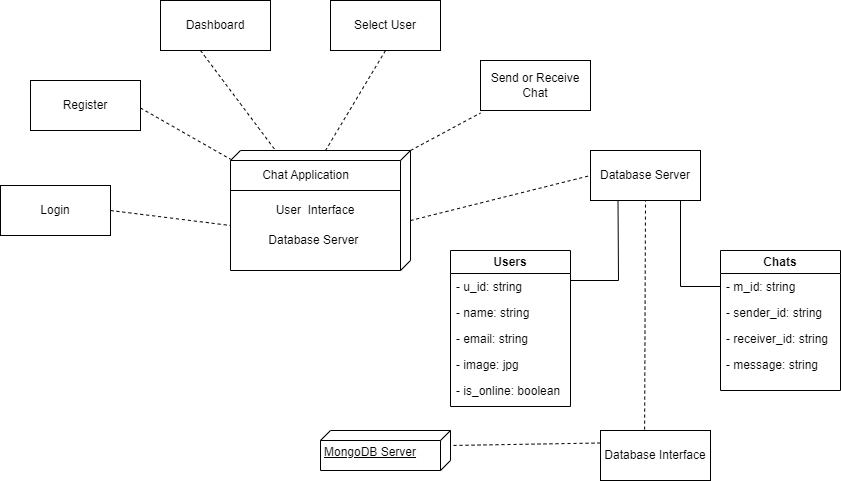 Dashboard
Select User
Send or Receive
Chat
Register
Chat Application
User Interface
Database Server
Database Server
Login
Users
- u_id: string
- name: string
- email: string
- image: jpg
- is_online: boolean
Chats
- m_id: string
- sender_id: string
- receiver_id: string
- message: string
MongoDB Server
Database Interface